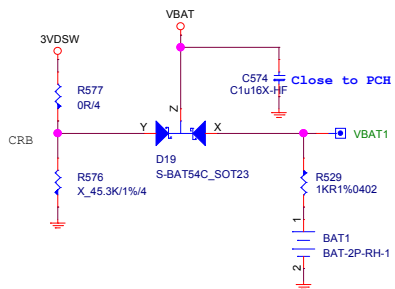 VBAT
3VDSW
R577
0R/4
C574
C1u16X-HF
Close to PCH
Z
CRB
Y
X
VBAT1
D19
S-BAT54C_SOT23
R576
X_45.3K/1%/4
R529
1KR1%0402
1
BAT1
BAT-2P-RH-1
2